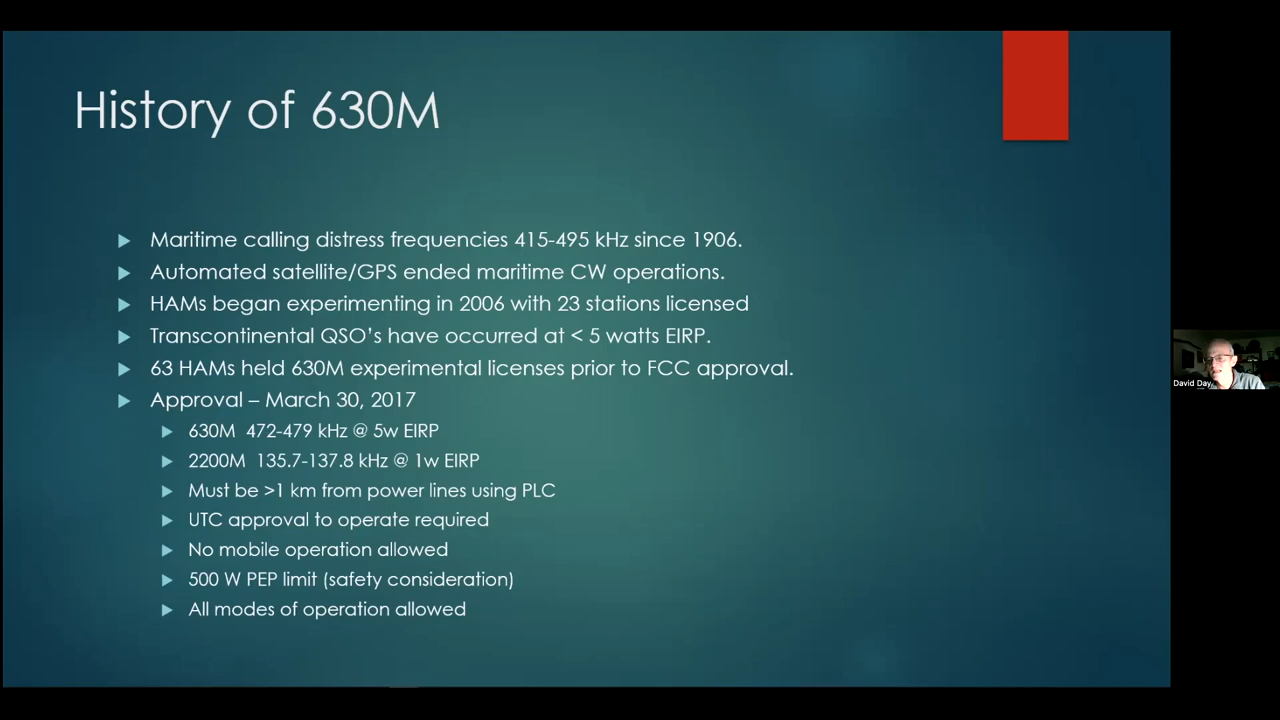 History of 630M
Maritime calling distress frequencies 415-495 kHz since 1906.
Automated satellite/GPS ended maritime CW operations.
HAMs began experimenting in 2006 with 23 stations licensed
Transcontinental QSO's have occurred at < 5 watts EIRP.
63 HAMs held 630M experimental licenses prior to FCC approval.
Approval – March 30, 2017
630M 472-479 kHz @ 5w EIRP
2200M 135.7-137.8 kHz @ 1w EIRP
Must be >1 km from power lines using PLC
UTC approval to operate required
No mobile operation allowed
500 W PEP limit (safety consideration)
All modes of operation allowed
David Day